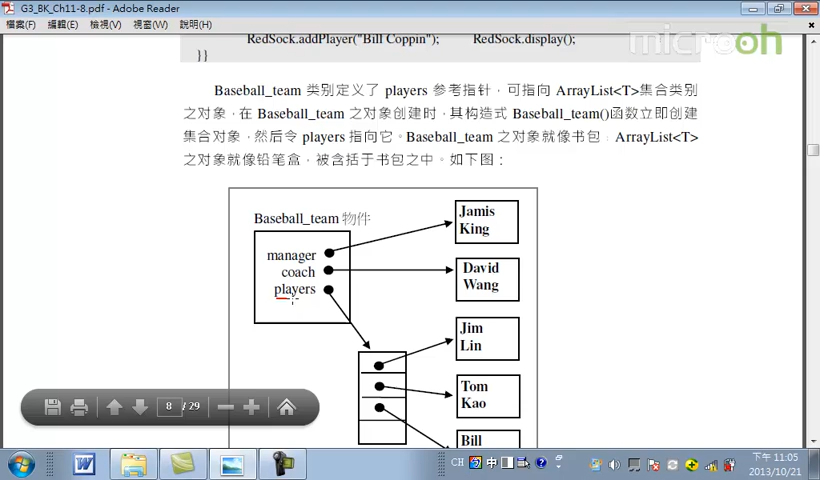 G3_BK_Ch11-8.pdf - Adobe Reader
檔案(F) 編輯(E) 檢視(V) 視窗(W) 說明(H)
RedSock.addPlayer("Bill Coppin"); RedSock.display();
}}
microoh
Baseball_team 类别定义了 players 参考指针，可指向 ArrayList<T>集合类别
之对象，在 Baseball_team 之对象创建时，其构造式 Baseball_team()函数立即创建
集合对象，然后令 players 指向它。Baseball_team 之对象就像书包；ArrayList<T>
之对象就像铅笔盒，被含括于书包之中。如下图：
Baseball_team 物件
manager
coach
players
Jamis
King
David
Wang
Jim
Lin
Tom
Kao
Bill
8 / 29
CH 中
下午 11:05
2013/10/21